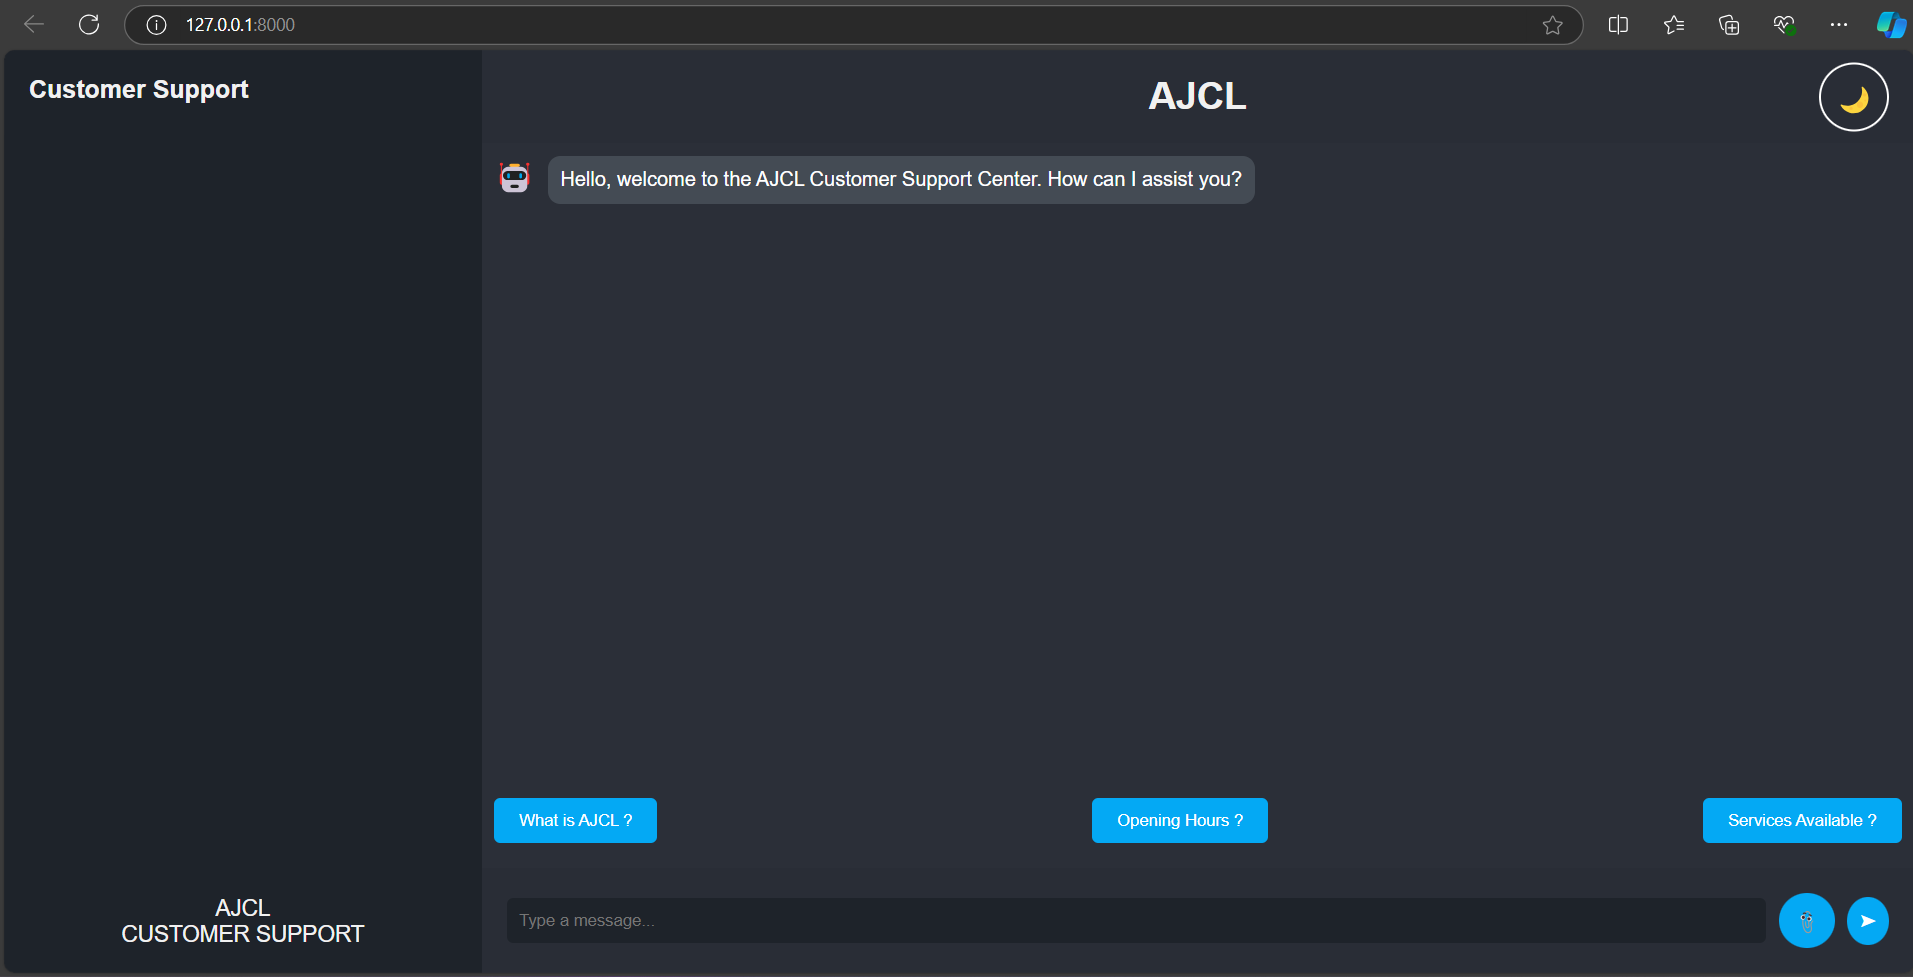 127.0.0.1:8000
Customer Support
AJCL
Hello, welcome to the AJCL Customer Support Center. How can I assist you?
What is AJCL ?
Opening Hours ?
Services Available ?
Type a message...
AJCL
CUSTOMER SUPPORT